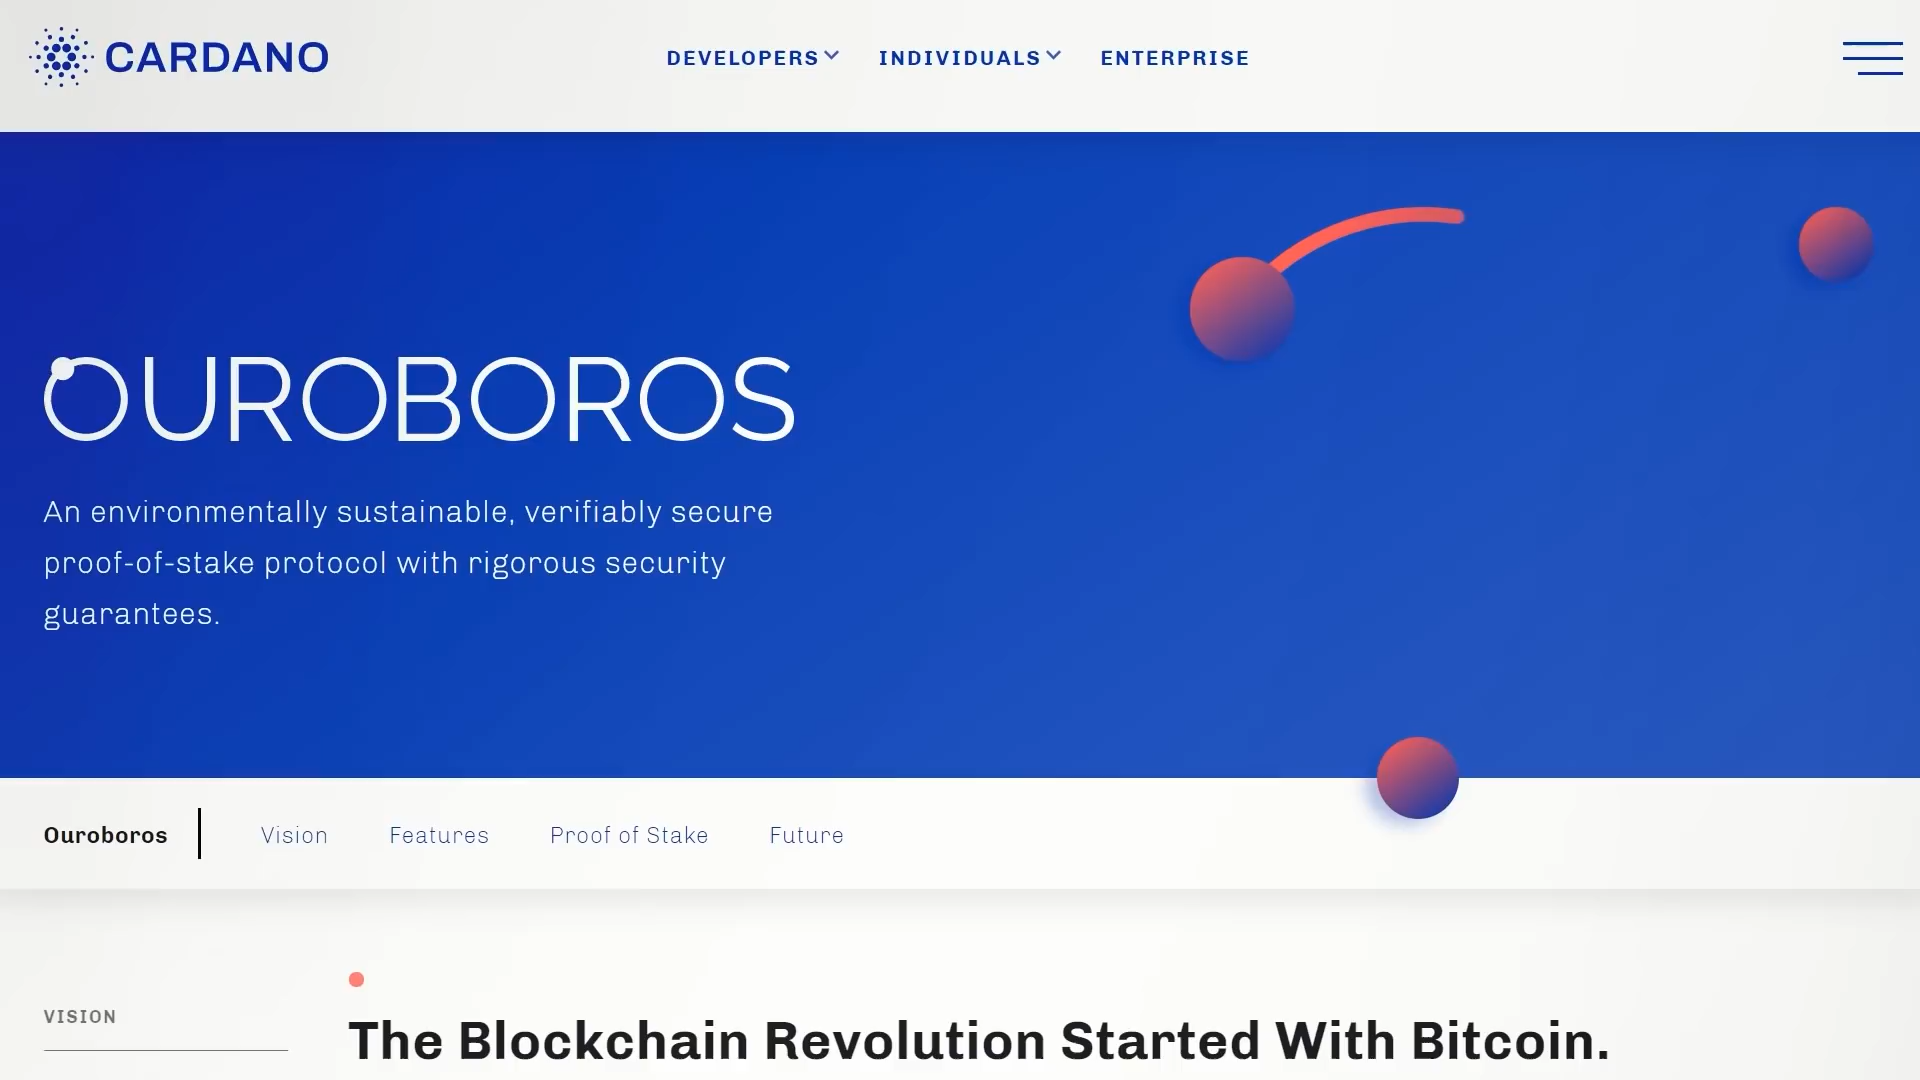 CARDANO
DEVELOPERS INDIVIDUALS ENTERPRISE
OUROBOROS
An environmentally sustainable, verifiably secure
proof-of-stake protocol with rigorous security
guarantees.
Ouroboros Vision Features Proof of Stake Future
VISION
The Blockchain Revolution Started With Bitcoin.